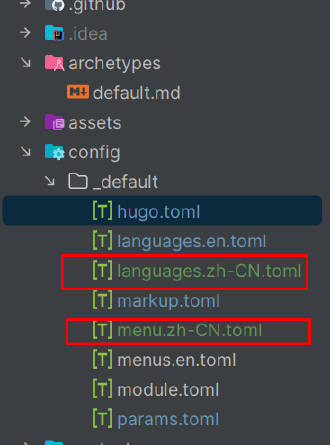 .github
.idea
archetypes
default.md
assets
config
_default
hugo.toml
languages.en.toml
languages.zh-CN.toml
markup.toml
menu.zh-CN.toml
menus.en.toml
module.toml
params.toml